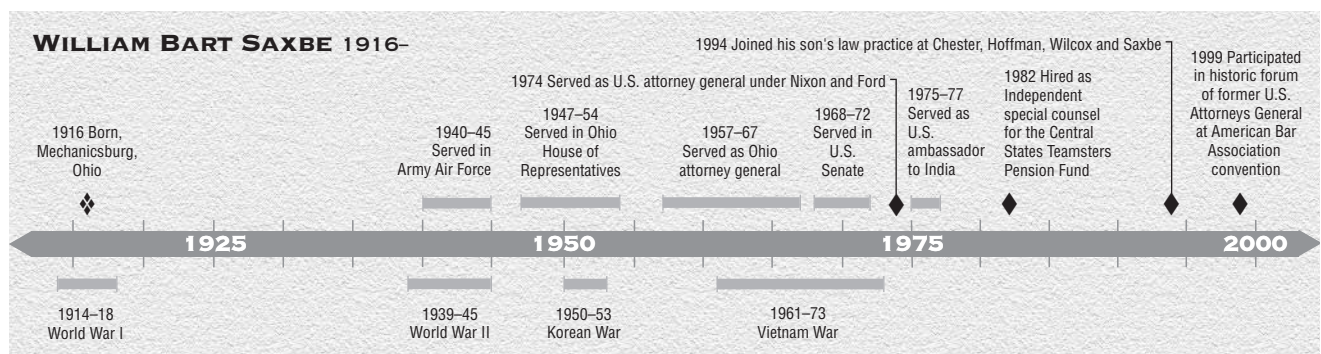 WILLIAM BART SAXBE 1916–
1994 Joined his son's law practice at Chester, Hoffman, Wilcox and Saxbe
1974 Served as U.S. attorney general under Nixon and Ford
1916 Born,
Mechanicsburg,
Ohio
1940–45
Served in
Army Air Force
1947–54
Served in Ohio
House of
Representatives
1957–67
Served as Ohio
attorney general
1968–72
Served in
U.S.
Senate
1975–77
Served as
U.S.
ambassador
to India
1982 Hired as
Independent
special counsel
for the Central
States Teamsters
Pension Fund
1999 Participated
in historic forum
of former U.S.
Attorneys General
at American Bar
Association
convention
1925
1950
1975
2000
1914–18
World War I
1939–45
World War II
1950–53
Korean War
1961–73
Vietnam War